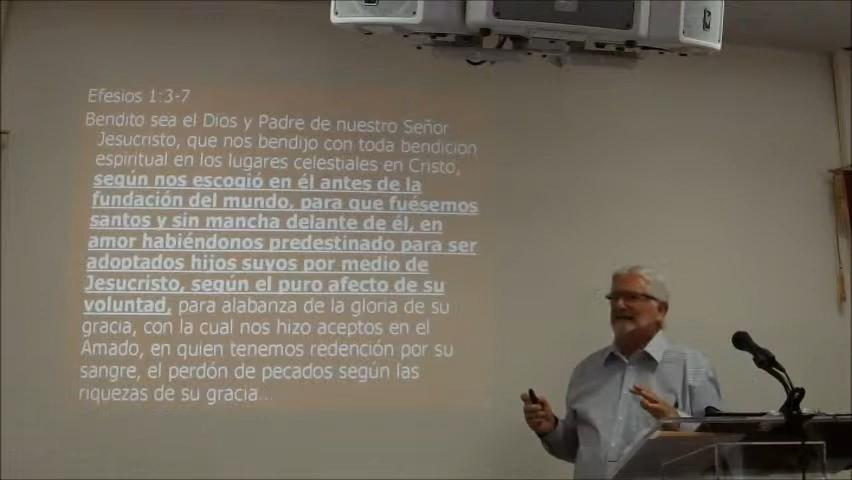 Efesios 1:3-7
Bendito sea el Dios y Padre de nuestro Señor
Jesucristo, que nos bendijo con toda bendicion
espiritual en los lugares celestiales en Cristo,
según nos escogió en él antes de la
fundación del mundo, para que fuésemos
santos y sin mancha delante de él, en
amor habiéndonos predestinado para ser
adoptados hijos suyos por medio de
Jesucristo, según el puro afecto de su
voluntad, para alabanza de la gloria de su
gracia, con la cual nos hizo aceptos en el
Amado, en quien tenemos redención por su
sangre, el perdón de pecados según las
riquezas de su gracia...